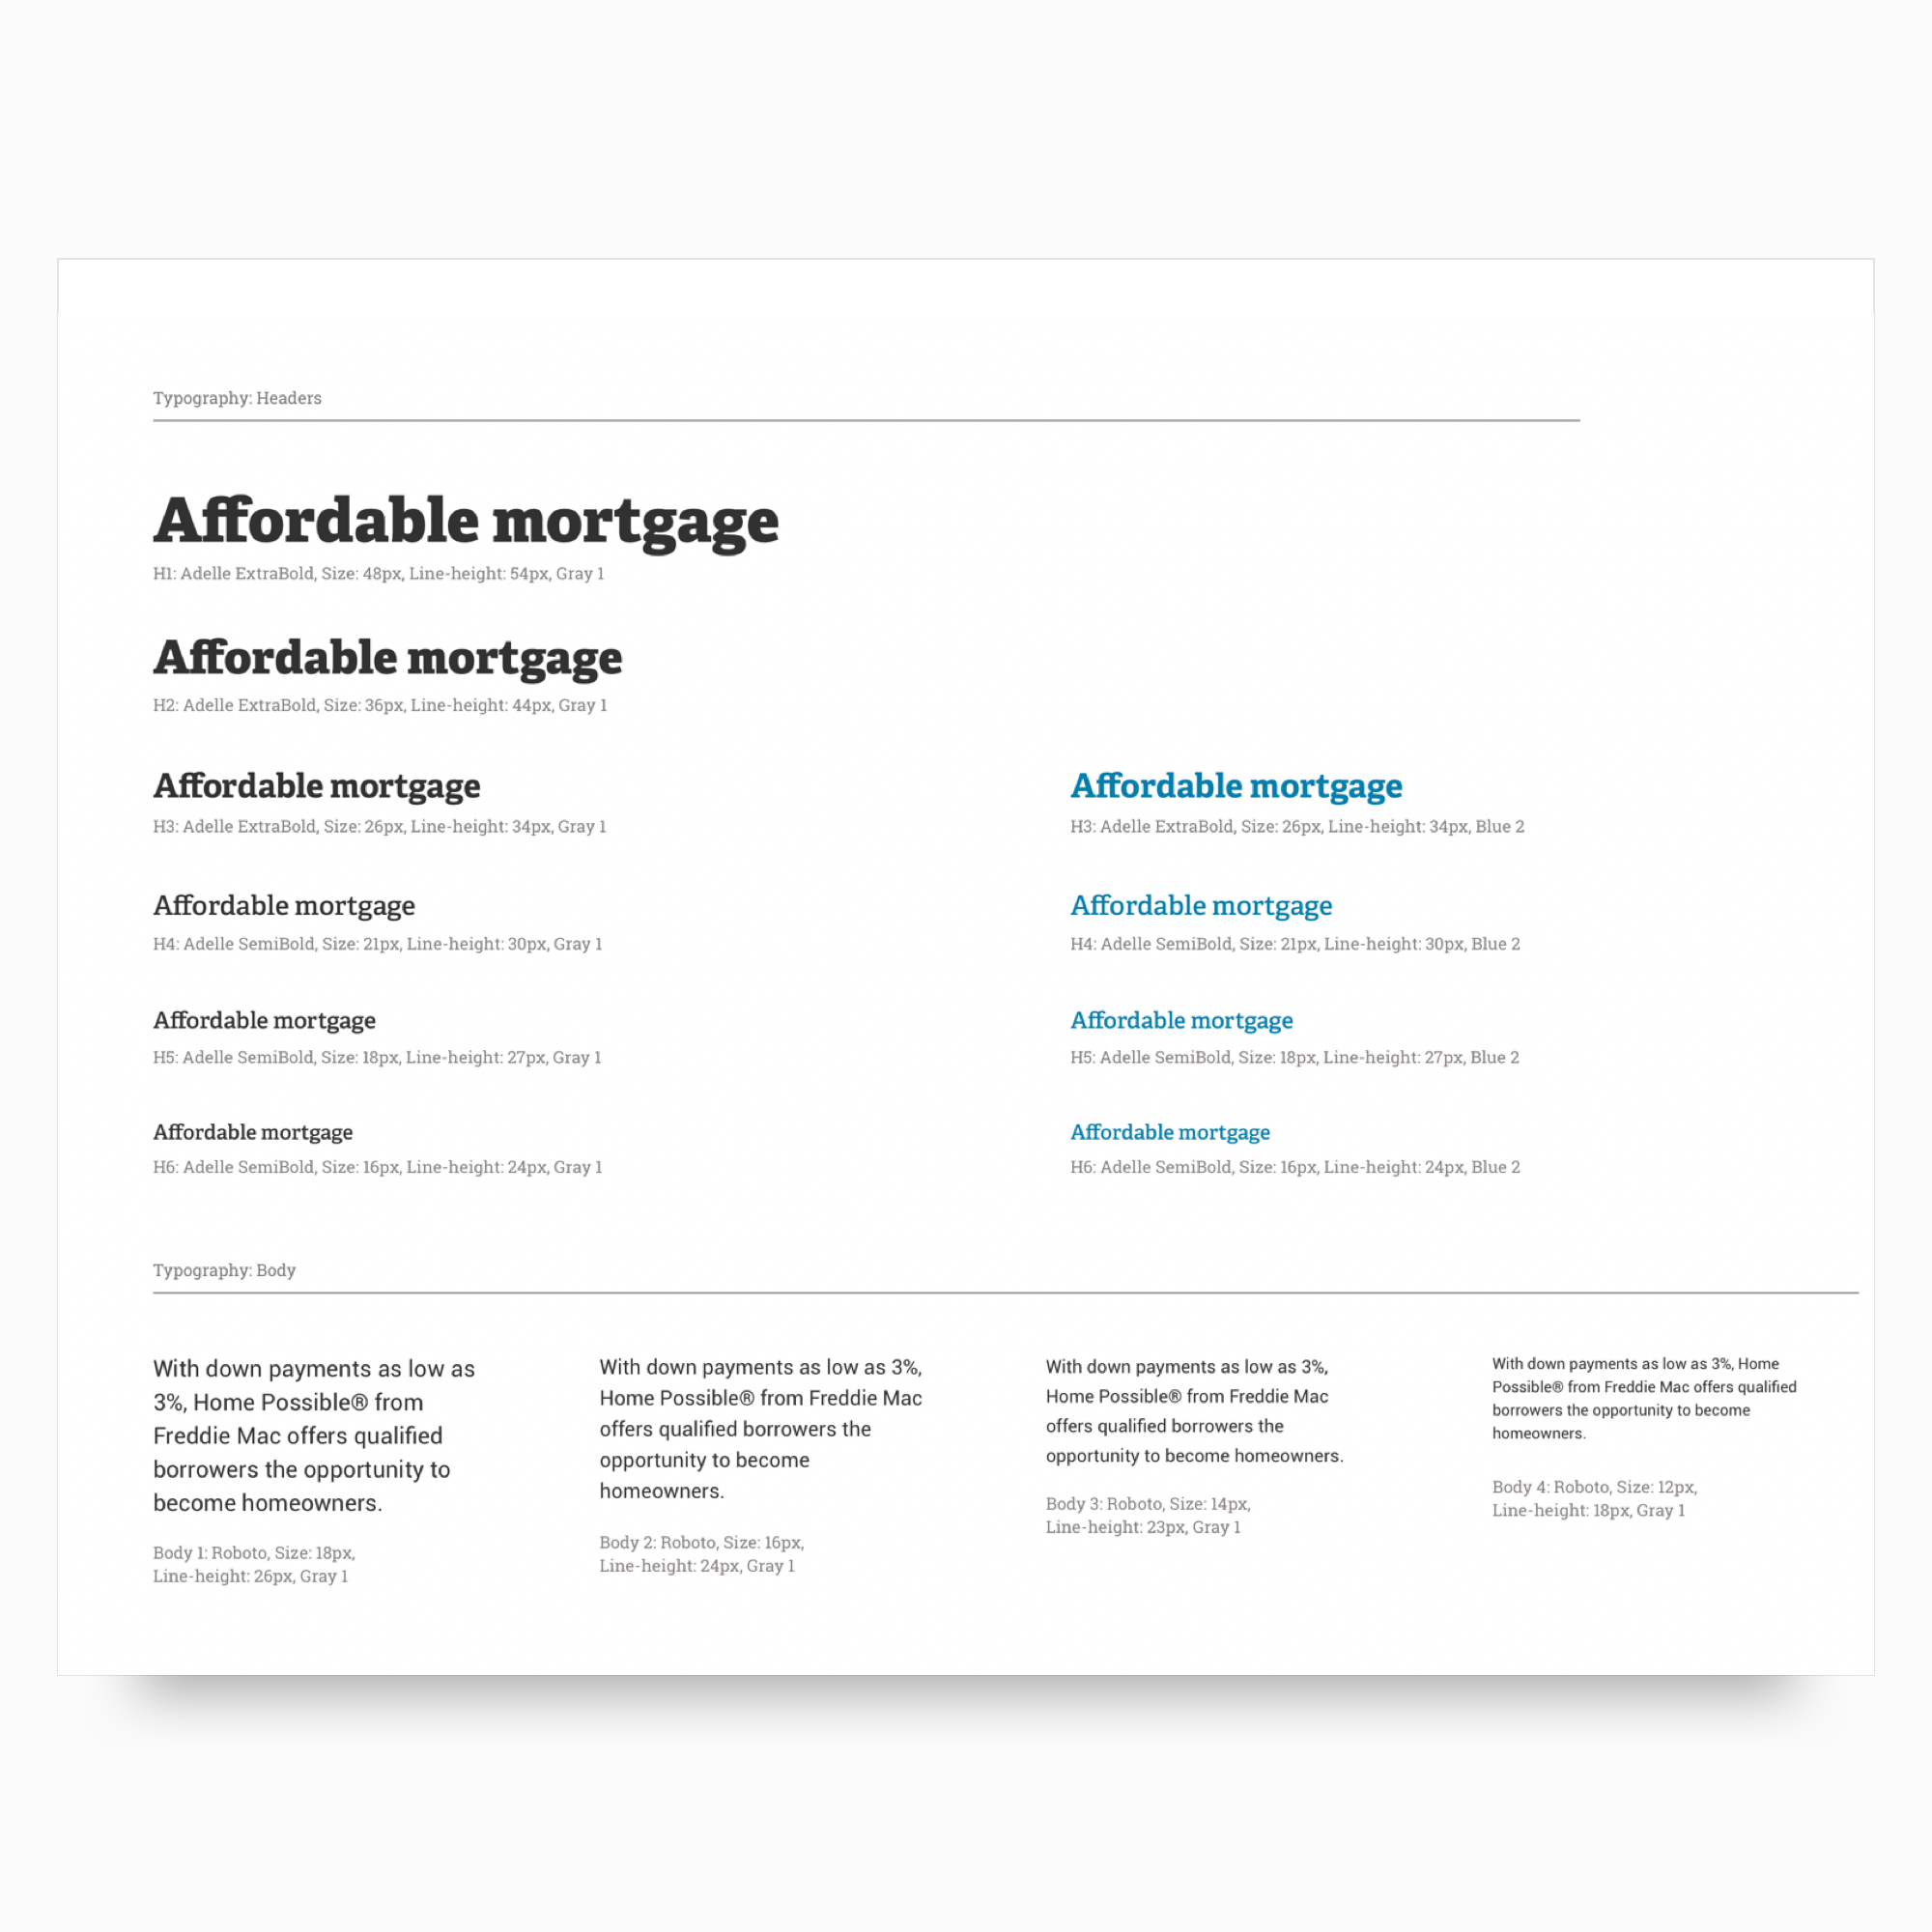 Typography: Headers
Affordable mortgage
H1: Adelle ExtraBold, Size: 48px, Line-height: 54px, Gray 1
Affordable mortgage
H2: Adelle ExtraBold, Size: 36px, Line-height: 44px, Gray 1
Affordable mortgage
H3: Adelle ExtraBold, Size: 26px, Line-height: 34px, Gray 1
Affordable mortgage
H3: Adelle ExtraBold, Size: 26px, Line-height: 34px, Blue 2
Affordable mortgage
H4: Adelle SemiBold, Size: 21px, Line-height: 30px, Gray 1
Affordable mortgage
H4: Adelle SemiBold, Size: 21px, Line-height: 30px, Blue 2
Affordable mortgage
H5: Adelle SemiBold, Size: 18px, Line-height: 27px, Gray 1
Affordable mortgage
H5: Adelle SemiBold, Size: 18px, Line-height: 27px, Blue 2
Affordable mortgage
H6: Adelle SemiBold, Size: 16px, Line-height: 24px, Gray 1
Affordable mortgage
H6: Adelle SemiBold, Size: 16px, Line-height: 24px, Blue 2
Typography: Body
With down payments as low as
3%, Home Possible® from
Freddie Mac offers qualified
borrowers the opportunity to
become homeowners.
Body 1: Roboto, Size: 18px,
Line-height: 26px, Gray 1
With down payments as low as 3%,
Home Possible® from Freddie Mac
offers qualified borrowers the
opportunity to become
homeowners.
Body 2: Roboto, Size: 16px,
Line-height: 24px, Gray 1
With down payments as low as 3%,
Home Possible® from Freddie Mac
offers qualified borrowers the
opportunity to become homeowners.
Body 3: Roboto, Size: 14px,
Line-height: 23px, Gray 1
With down payments as low as 3%, Home
Possible® from Freddie Mac offers qualified
borrowers the opportunity to become
homeowners.
Body 4: Roboto, Size: 12px,
Line-height: 18px, Gray 1